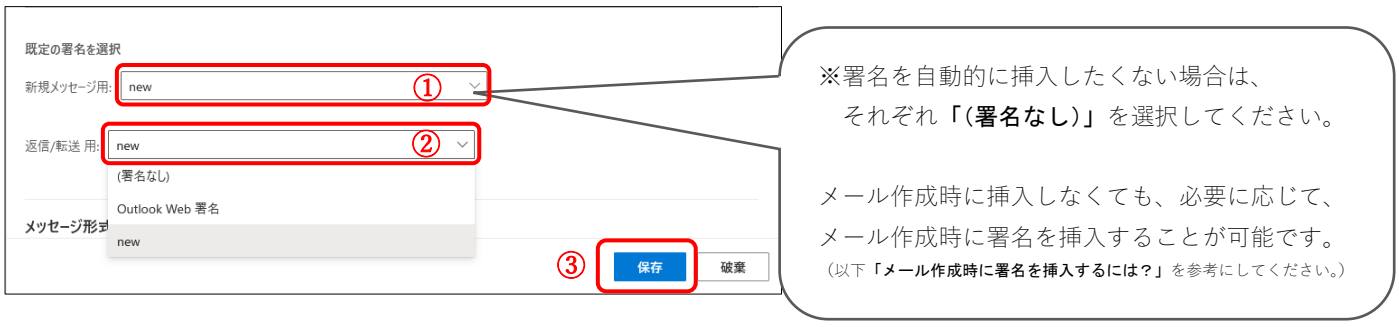 既定の署名を選択
新規メッセージ用: new ①
返信/転送 用: new ②
(署名なし)
Outlook Web 署名
new
メッセージ形式
③ 保存 破棄
※署名を自動的に挿入したくない場合は、
それぞれ「(署名なし)」を選択してください。
メール作成時に挿入しなくても、必要に応じて、
メール作成時に署名を挿入することが可能です。
（以下「メール作成時に署名を挿入するには？」を参考にしてください。）